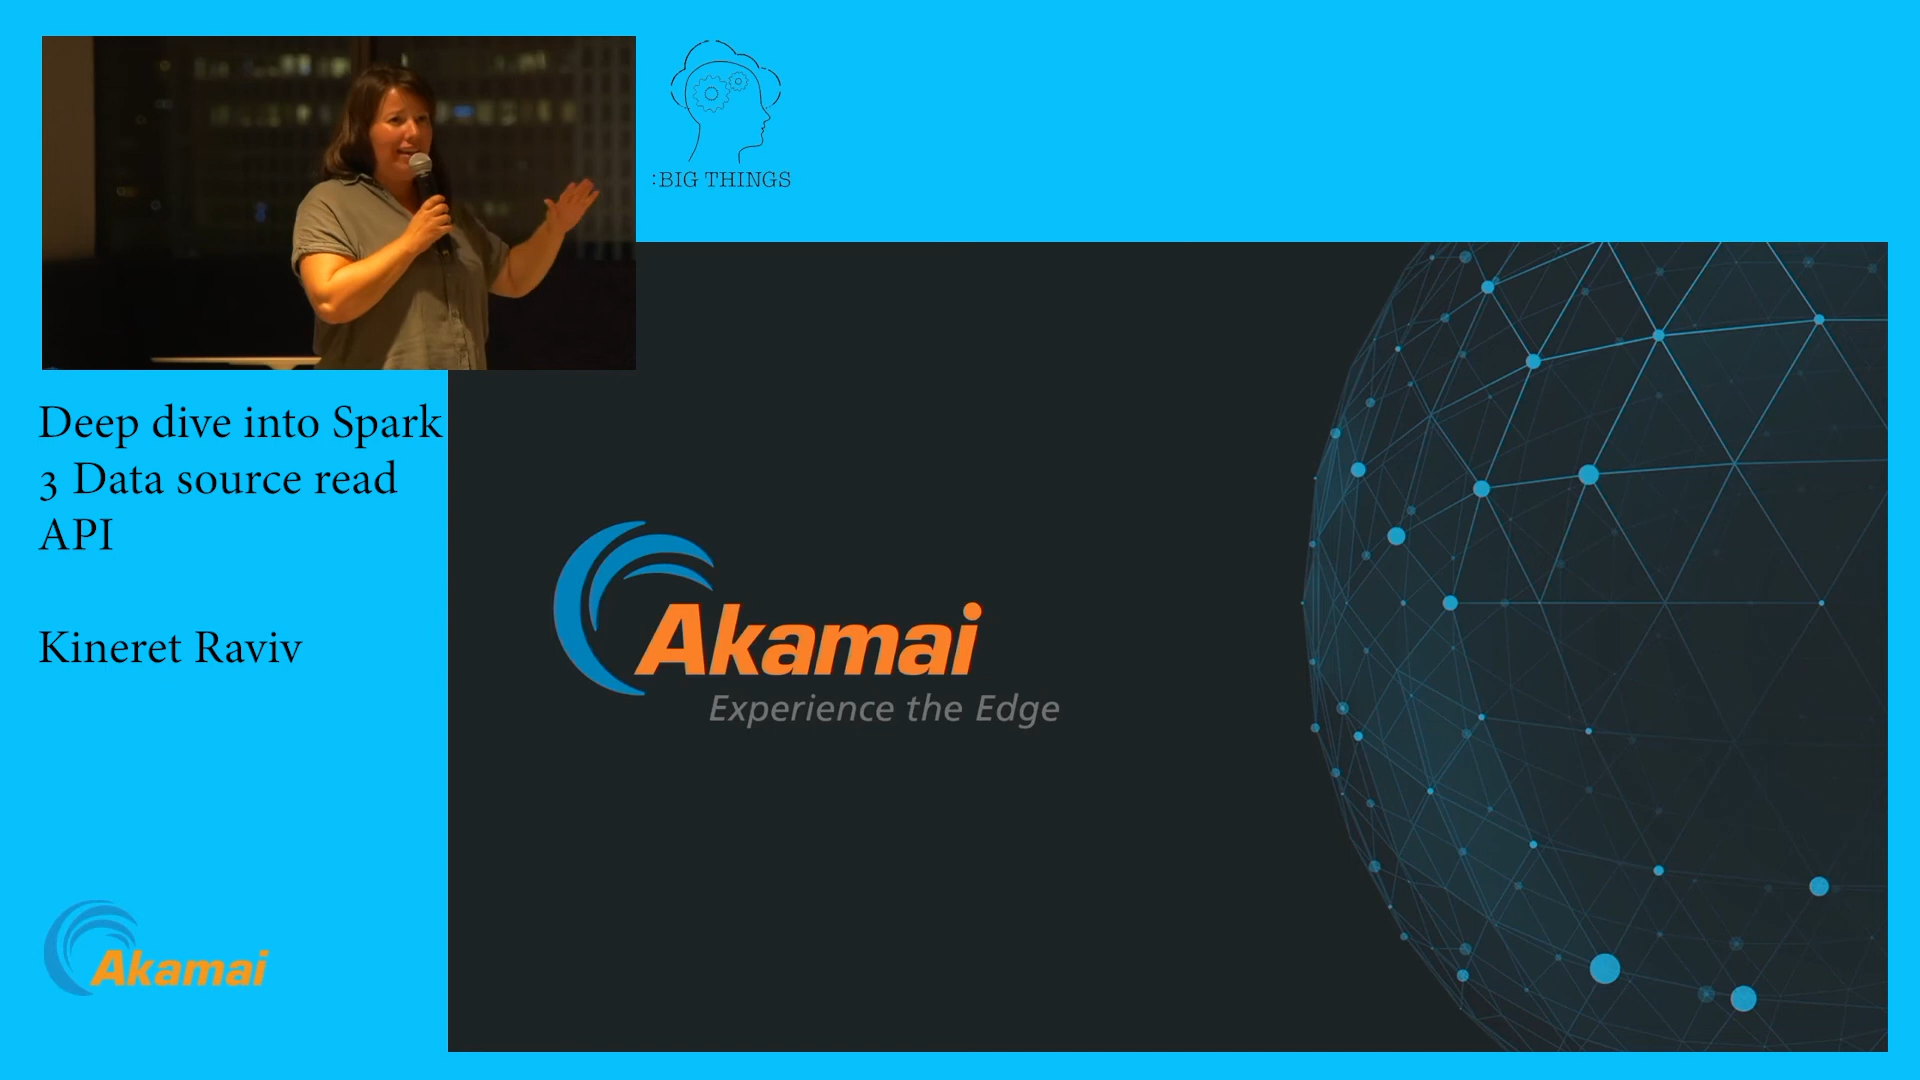 :BIG THINGS
Deep dive into Spark
3 Data source read
API
Kineret Raviv
Akamai
Experience the Edge
Akamai